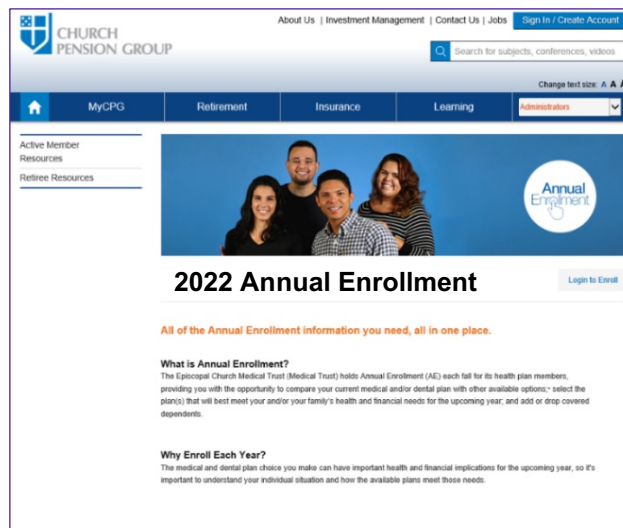 CHURCH
PENSION GROUP
About Us | Investment Management | Contact Us | Jobs
Sign In / Create Account
Search for subjects, conferences, videos
Change text size: A A A
MyCPG
Retirement
Insurance
Learning
Administrators
Active Member
Resources
Retiree Resources
Annual
Enrollment
2022 Annual Enrollment
Login to Enroll
All of the Annual Enrollment information you need, all in one place.
What is Annual Enrollment?
The Episcopal Church Medical Trust (Medical Trust) holds Annual Enrollment (AE) each fall for its health plan members,
providing you with the opportunity to compare your current medical and/or dental plan with other available options;* select the
plan(s) that will best meet your and/or your family's health and financial needs for the upcoming year; and add or drop covered
dependents.
Why Enroll Each Year?
The medical and dental plan choice you make can have important health and financial implications for the upcoming year, so it's
important to understand your individual situation and how the available plans meet those needs.